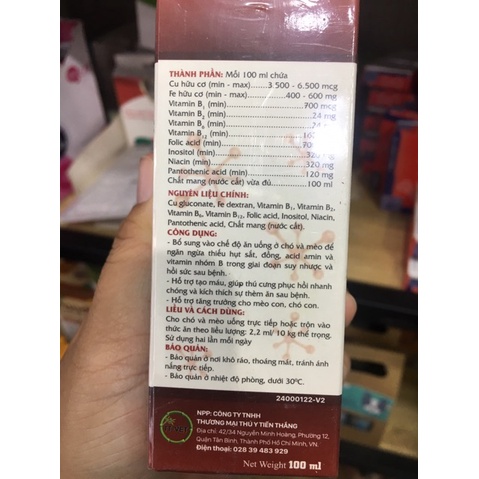 THÀNH PHẦN: Mỗi 100 ml chứa
Cu hữu cơ (min - max).......3 500 - 6.500 mcg
Fe hữu cơ (min - max)........400 - 600 mg
Vitamin B₁ (min)........................700 mcg
Vitamin B₂ (min)........................24 mg
Vitamin B₆ (min)
Vitamin B₁₂ (min)
Folic acid (min)
Inositol (min)............................320 mg
Niacin (min)..............................320 mg
Pantothenic acid (min)..............120 mg
Chất mang (nước cất) vừa đủ........100 ml
NGUYÊN LIỆU CHÍNH:
Cu gluconate, Fe dextran, Vitamin B₁, Vitamin B₂,
Vitamin B₆, Vitamin B₁₂, Folic acid, Inositol, Niacin,
Pantothenic acid, Chất mang (nước cất).
CÔNG DỤNG:
- Bổ sung vào chế độ ăn uống ở chó và mèo để
ngăn ngừa thiếu hụt sắt, đồng, acid amin và
vitamin nhóm B trong giai đoạn suy nhược và
hồi sức sau bệnh.
- Hỗ trợ tạo máu, giúp thú cưng phục hồi nhanh
chóng và kích thích sự thèm ăn sau bệnh.
- Hỗ trợ tăng trưởng cho mèo con, chó con.
LIỀU VÀ CÁCH DÙNG:
Cho chó và mèo uống trực tiếp hoặc trộn vào
thức ăn theo liều lượng: 2,2 ml/ 10 kg thể trọng.
Sử dụng hai lần mỗi ngày
BẢO QUẢN:
- Bảo quản ở nơi khô ráo, thoáng mát, tránh ánh
nắng trực tiếp.
- Bảo quản ở nhiệt độ phòng, dưới 30ºC.
24000122-V2
NPP: CÔNG TY TNHH
THƯƠNG MẠI THÚ Y TIẾN THẮNG
Địa chỉ: 42/34 Nguyễn Minh Hoàng, Phường 12,
Quận Tân Bình, Thành Phố Hồ Chí Minh, VN.
Điện thoại: 028 39 483 929
Net Weight 100 ml